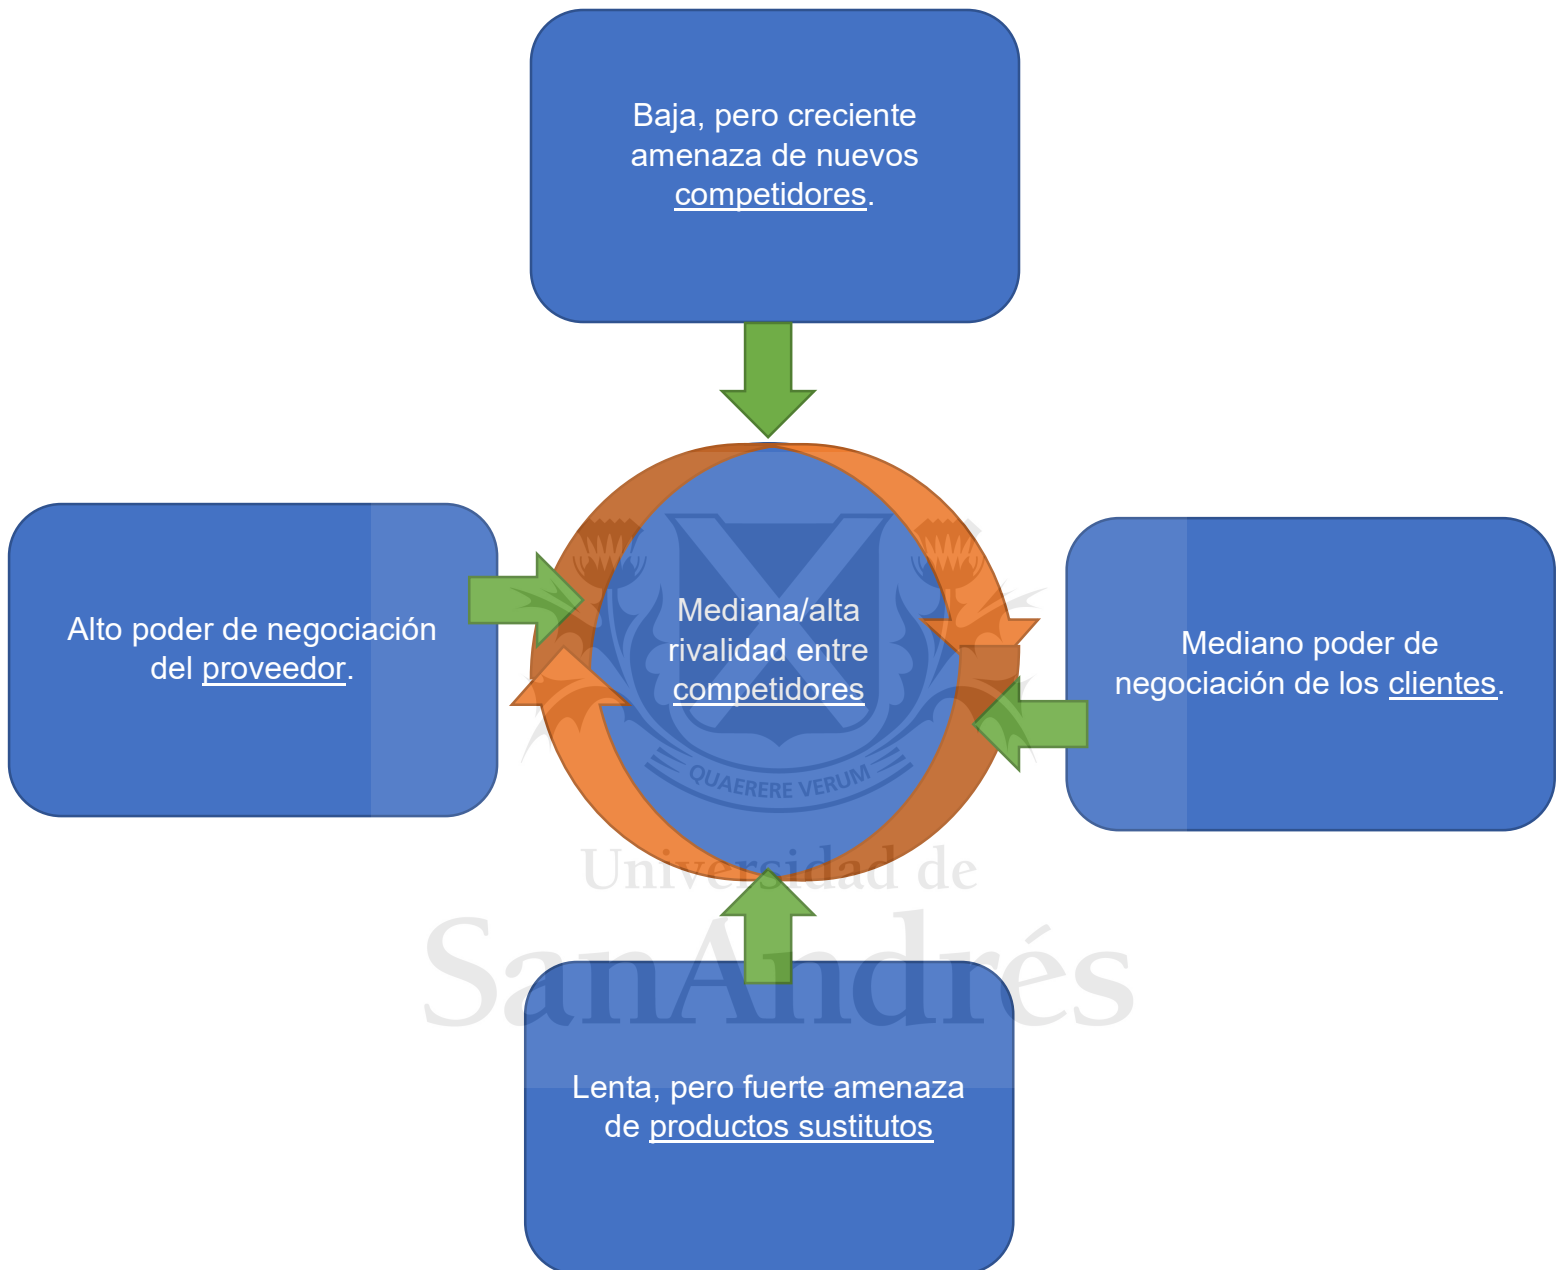 Baja, pero creciente
amenaza de nuevos
competidores.
Alto poder de negociación
del proveedor.
Mediana/alta
rivalidad entre
competidores
Mediano poder de
negociación de los clientes.
QUAERERE VERUM
Universidad de
SanAndrés
Lenta, pero fuerte amenaza
de productos sustitutos